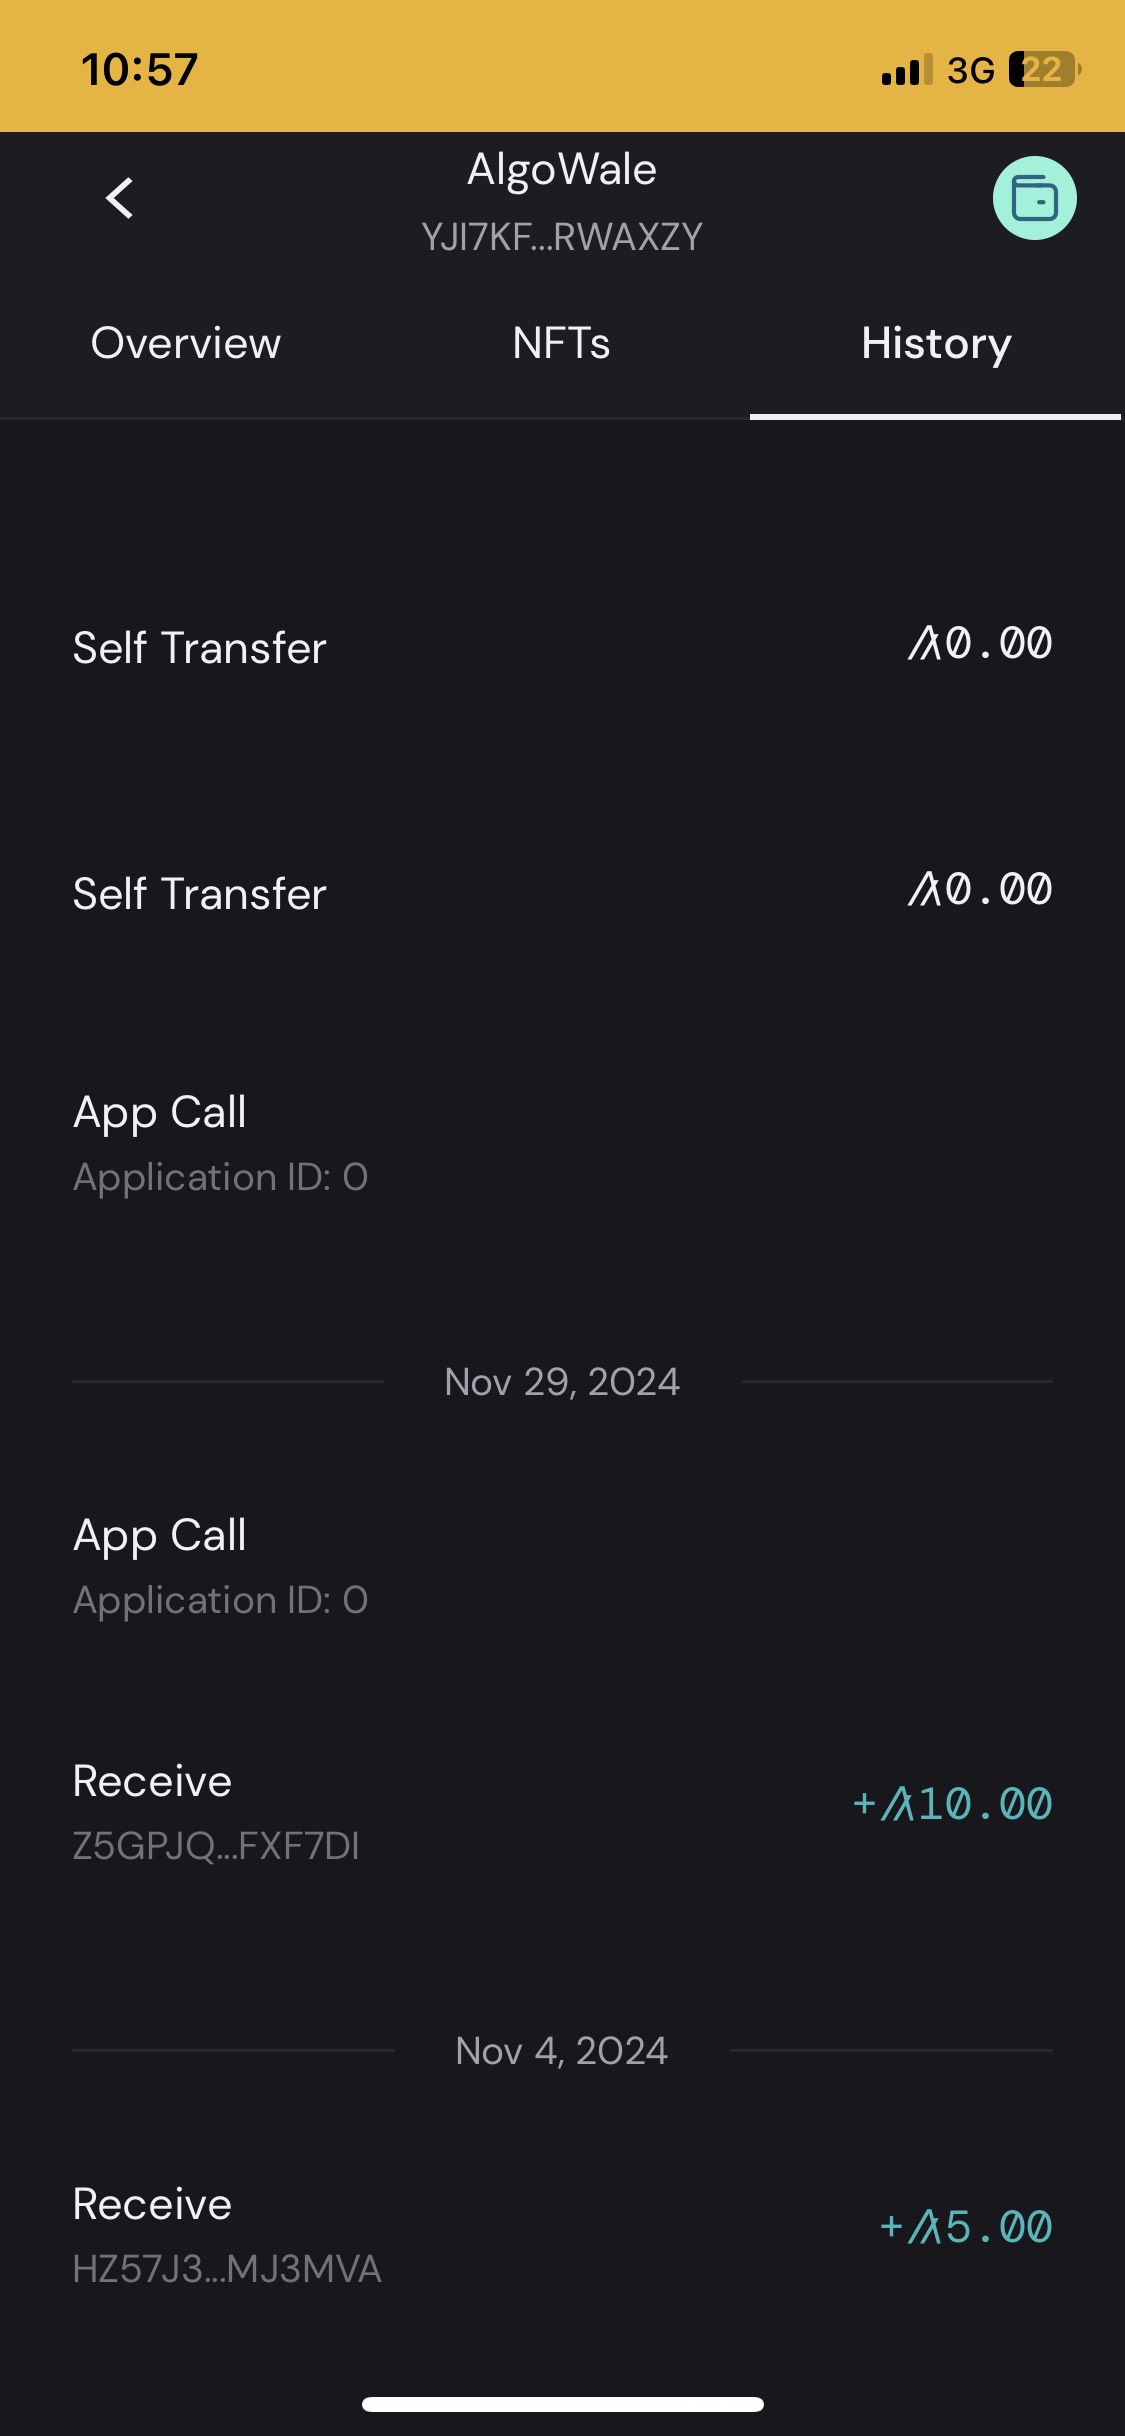 10:57
3G 22
AlgoWale
YJI7KF...RWAXZY
Overview NFTs History
Self Transfer 0.00
Self Transfer 0.00
App Call
Application ID: 0
Nov 29, 2024
App Call
Application ID: 0
Receive +10.00
Z5GPJQ...FXF7DI
Nov 4, 2024
Receive +5.00
HZ57J3...MJ3MVA